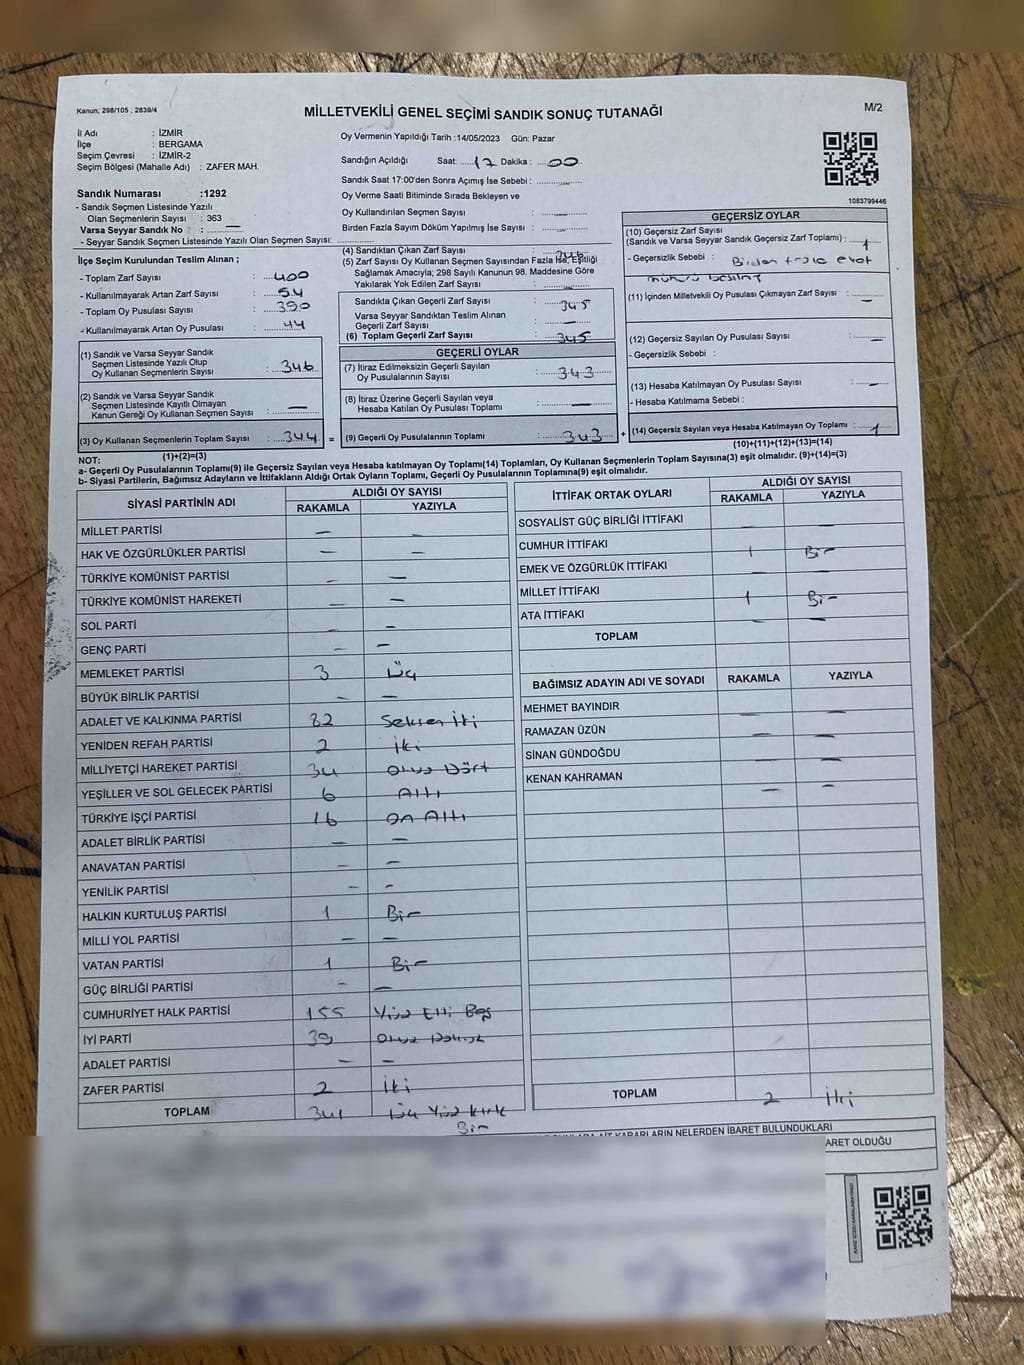 Kanun; 298/105 , 2839/4
MİLLETVEKİLİ GENEL SEÇİMİ SANDIK SONUÇ TUTANAĞI
M/2
İl Adı : İZMİR
İlçe : BERGAMA
Seçim Çevresi : İZMİR-2
Seçim Bölgesi (Mahalle Adı) : ZAFER MAH.
Oy Vermenin Yapıldığı Tarih :14/05/2023 Gün: Pazar
Sandığın Açıldığı Saat: 17 Dakika : 00
Sandık Saat 17:00'den Sonra Açımış İse Sebebi : —
Oy Verme Saati Bitiminde Sırada Bekleyen ve
Oy Kullandırılan Seçmen Sayısı : —
Birden Fazla Sayım Döküm Yapılmış İse Sayısı : —
1083799446
Sandık Numarası :1292
- Sandık Seçmen Listesinde Yazılı
Olan Seçmenlerin Sayısı : 363
Varsa Seyyar Sandık No : —
- Seyyar Sandık Listesinde Yazılı Olan Seçmen Sayısı:
İlçe Seçim Kurulundan Teslim Alınan ;
- Toplam Zarf Sayısı : 400
- Kullanılmayarak Artan Zarf Sayısı : 54
- Toplam Oy Pusulası Sayısı : 390
- Kullanılmayarak Artan Oy Pusulası : 44
(1) Sandık ve Varsa Seyyar Sandık
Seçmen Listesinde Yazılı Olup
Oy Kullanan Seçmenlerin Sayısı : 346
(2) Sandık ve Varsa Seyyar Sandık
Seçmen Listesinde Kayıtlı Olmayan
Kanun Gereği Oy Kullanan Seçmen Sayısı : —
(3) Oy Kullanan Seçmenlerin Toplam Sayısı : 344 =
(1)+(2)=(3)
(4) Sandıktan Çıkan Zarf Sayısı : 346
(5) Zarf Sayısı Oy Kullanan Seçmen Sayısından Fazla İse, Eşitliği
Sağlamak Amacıyla; 298 Sayılı Kanunun 98. Maddesine Göre
Yakılarak Yok Edilen Zarf Sayısı :
Sandıkta Çıkan Geçerli Zarf Sayısı : 345
Varsa Seyyar Sandıktan Teslim Alınan
Geçerli Zarf Sayısı : —
(6) Toplam Geçerli Zarf Sayısı : 345
GEÇERLİ OYLAR
(7) İtiraz Edilmeksizin Geçerli Sayılan
Oy Pusulalarının Sayısı : 343
(8) İtiraz Üzerine Geçerli Sayılan veya
Hesaba Katılan Oy Pusulası Toplamı : —
(9) Geçerli Oy Pusulalarının Toplamı : 343 +
GEÇERSİZ OYLAR
(10) Geçersiz Zarf Sayısı
(Sandık ve Varsa Seyyar Sandık Geçersiz Zarf Toplamı) : 1
- Geçersizlik Sebebi : Birden fazla evet
mührü
(11) İçinden Milletvekili Oy Pusulası Çıkmayan Zarf Sayısı : —
(12) Geçersiz Sayılan Oy Pusulası Sayısı : —
- Geçersizlik Sebebi :
(13) Hesaba Katılmayan Oy Pusulası Sayısı : —
- Hesaba Katılmama Sebebi :
(14) Geçersiz Sayılan veya Hesaba Katılmayan Oy Toplamı : 1
(10)+(11)+(12)+(13)=(14)
NOT:
a- Geçerli Oy Pusulalarının Toplamı(9) ile Geçersiz Sayılan veya Hesaba katılmayan Oy Toplamı(14) Toplamları, Oy Kullanan Seçmenlerin Toplam Sayısına(3) eşit olmalıdır. (9)+(14)=(3)
b- Siyasi Partilerin, Bağımsız Adayların ve İttifakların Aldığı Ortak Oyların Toplamı, Geçerli Oy Pusulalarının Toplamına(9) eşit olmalıdır.
SİYASİ PARTİNİN ADI ALDIĞI OY SAYISI
RAKAMLA YAZIYLA
MİLLET PARTİSİ — —
HAK VE ÖZGÜRLÜKLER PARTİSİ — —
TÜRKİYE KOMÜNİST PARTİSİ — —
TÜRKİYE KOMÜNİST HAREKETİ — —
SOL PARTİ — —
GENÇ PARTİ — —
MEMLEKET PARTİSİ 3 Üç
BÜYÜK BİRLİK PARTİSİ — —
ADALET VE KALKINMA PARTİSİ 82 Seksen İki
YENİDEN REFAH PARTİSİ 2 İki
MİLLİYETÇİ HAREKET PARTİSİ 34 Otuz Dört
YEŞİLLER VE SOL GELECEK PARTİSİ 6 Altı
TÜRKİYE İŞÇİ PARTİSİ 16 On Altı
ADALET BİRLİK PARTİSİ — —
ANAVATAN PARTİSİ — —
YENİLİK PARTİSİ — —
HALKIN KURTULUŞ PARTİSİ 1 Bir
MİLLİ YOL PARTİSİ — —
VATAN PARTİSİ 1 Bir
GÜÇ BİRLİĞİ PARTİSİ — —
CUMHURİYET HALK PARTİSİ 155 Yüz Elli Beş
İYİ PARTİ 39 Otuz Dokuz
ADALET PARTİSİ — —
ZAFER PARTİSİ 2 İki
TOPLAM 341 Üç Yüz Kırk
Bir
İTTİFAK ORTAK OYLARI ALDIĞI OY SAYISI
RAKAMLA YAZIYLA
SOSYALİST GÜÇ BİRLİĞİ İTTİFAKI — —
CUMHUR İTTİFAKI 1 Bir
EMEK VE ÖZGÜRLÜK İTTİFAKI — —
MİLLET İTTİFAKI 1 Bir
ATA İTTİFAKI — —
TOPLAM
BAĞIMSIZ ADAYIN ADI VE SOYADI RAKAMLA YAZIYLA
MEHMET BAYINDIR — —
RAMAZAN ÜZÜN — —
SİNAN GÜNDOĞDU — —
KENAN KAHRAMAN — —
TOPLAM 2 İki
KARARLARIN NELERDEN İBARET BULUNDUKLARI
ARET OLDUĞU